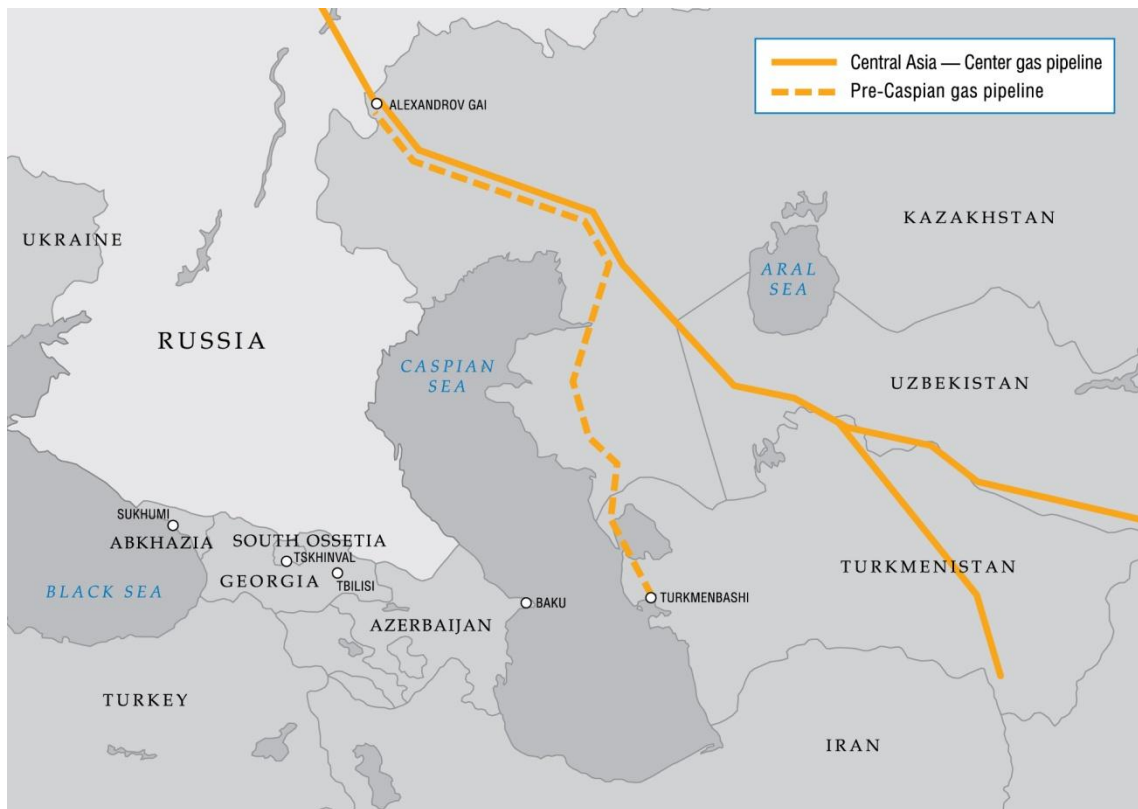 Central Asia — Center gas pipeline
Pre-Caspian gas pipeline
ALEXANDROV GAI
KAZAKHSTAN
UKRAINE
ARAL
SEA
RUSSIA
CASPIAN
SEA
UZBEKISTAN
SUKHUMI
ABKHAZIA
SOUTH OSSETIA
TSKHINVAL
GEORGIA
TBILISI
BLACK SEA
TURKMENISTAN
BAKU
TURKMENBASHI
AZERBAIJAN
TURKEY
IRAN